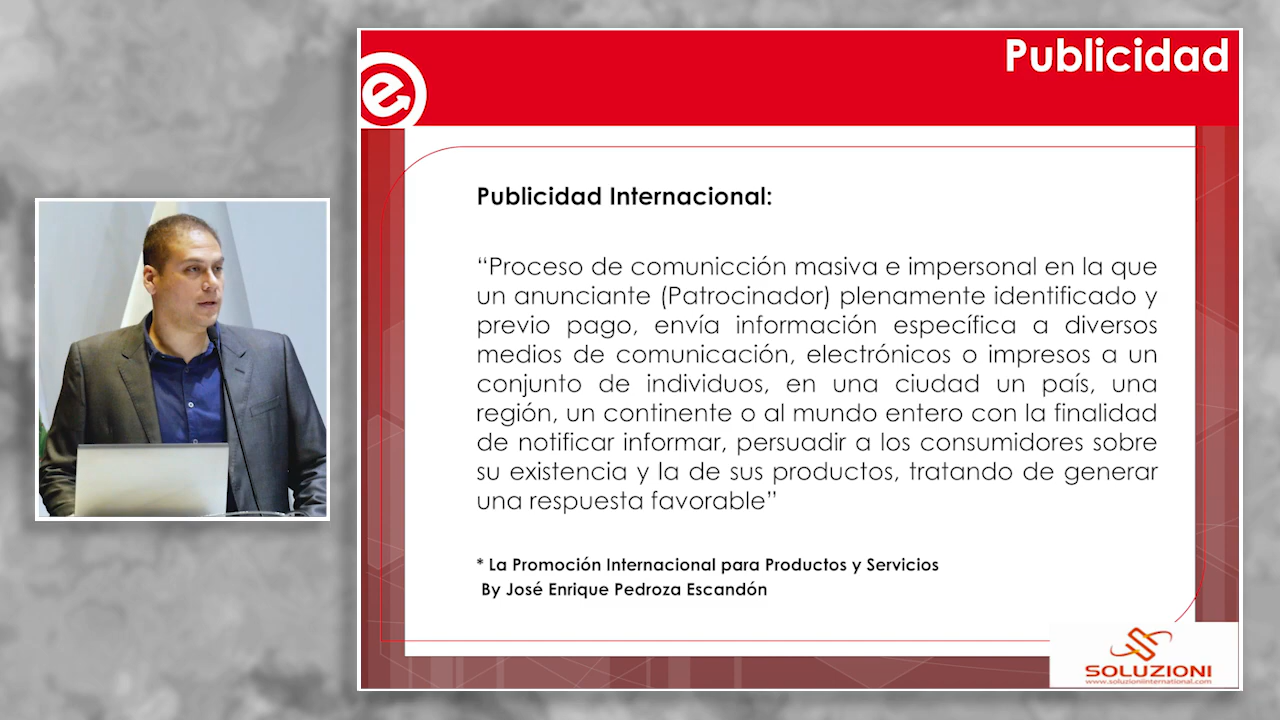 Publicidad
e
Publicidad Internacional:
“Proceso de comunicción masiva e impersonal en la que
un anunciante (Patrocinador) plenamente identificado y
previo pago, envía información específica a diversos
medios de comunicación, electrónicos o impresos a un
conjunto de individuos, en una ciudad un país, una
región, un continente o al mundo entero con la finalidad
de notificar informar, persuadir a los consumidores sobre
su existencia y la de sus productos, tratando de generar
una respuesta favorable”
* La Promoción Internacional para Productos y Servicios
By José Enrique Pedroza Escandón
SOLUZIONI
www.soluzioniinternational.com